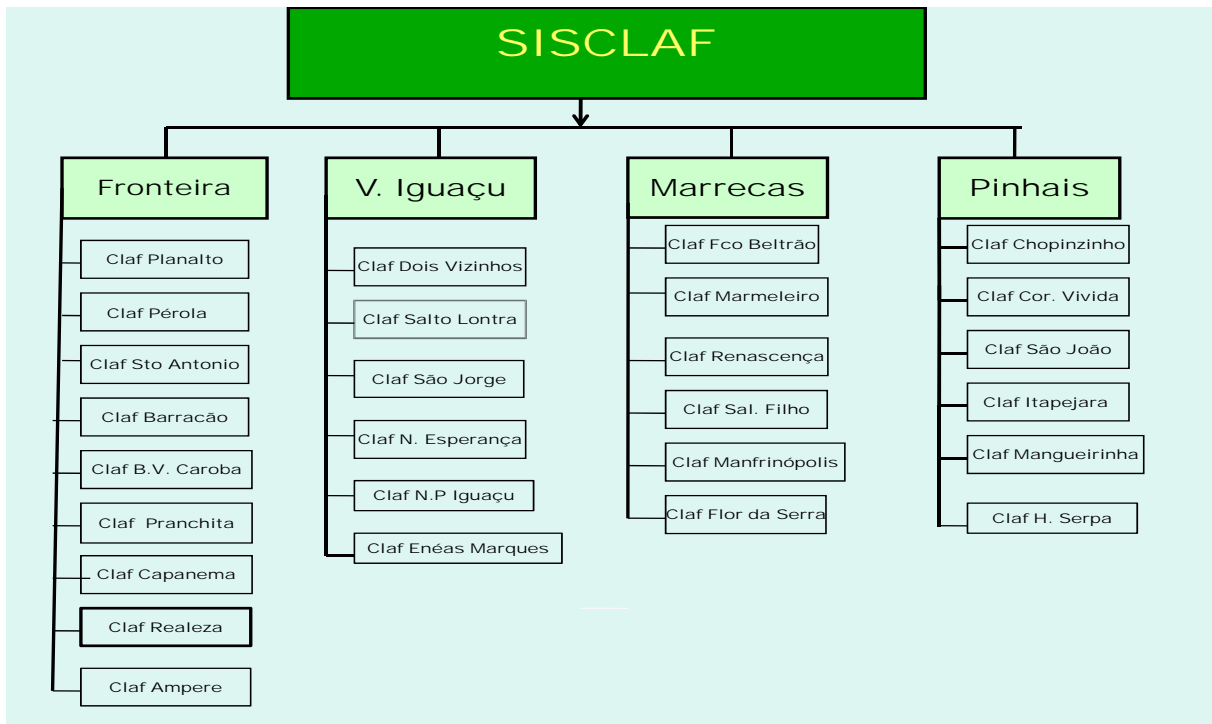 SISCLAF
Fronteira
Claf Planalto
Claf Pérola
Claf Sto Antonio
Claf Barracão
Claf B.V. Caroba
Claf Pranchita
Claf Capanema
Claf Realeza
Claf Ampere
V. Iguaçu
Claf Dois Vizinhos
Claf Salto Lontra
Claf São Jorge
Claf N. Esperança
Claf N.P Iguaçu
Claf Enéas Marques
Marrecas
Claf Fco Beltrão
Claf Marmeleiro
Claf Renascença
Claf Sal. Filho
Claf Manfrinópolis
Claf Flor da Serra
Pinhais
Claf Chopinzinho
Claf Cor. Vivida
Claf São João
Claf Itapejara
Claf Mangueirinha
Claf H. Serpa